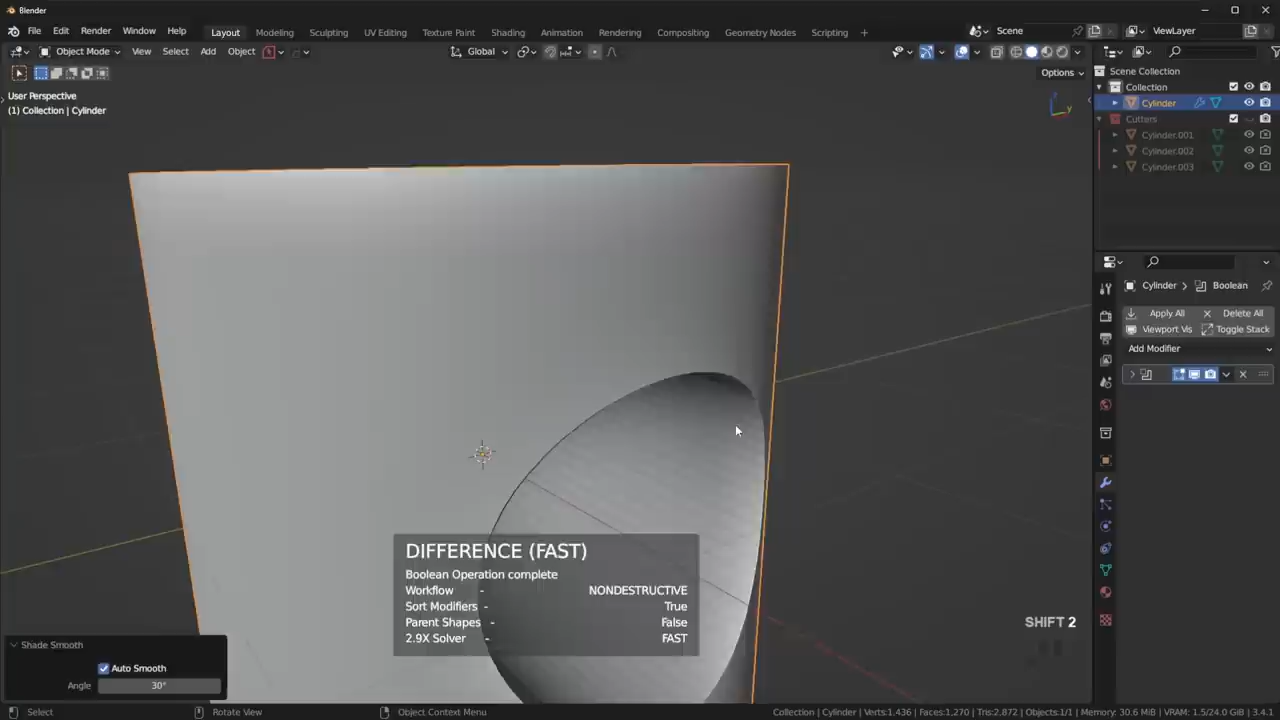 Blender
File Edit Render Window Help
Layout Modeling Sculpting UV Editing Texture Paint Shading Animation Rendering Compositing Geometry Nodes Scripting +
Scene
ViewLayer
Object Mode View Select Add Object
Global
Options
User Perspective
(1) Collection | Cylinder
Scene Collection
Collection
Cylinder
Cutters
Cylinder.001
Cylinder.002
Cylinder.003
Cylinder > Boolean
Apply All Delete All
Viewport Vis Toggle Stack
Add Modifier
DIFFERENCE (FAST)
Boolean Operation complete
Workflow - NONDESTRUCTIVE
Sort Modifiers - True
Parent Shapes - False
2.9X Solver - FAST
SHIFT 2
Shade Smooth
Auto Smooth
Angle 30°
Select Rotate View Object Context Menu
Collection | Cylinder | Verts:1,436 | Faces:1,270 | Tris:2,872 | Objects:1/1 | Memory: 30.6 MiB | VRAM: 1.5/24.0 GiB | 3.4.1